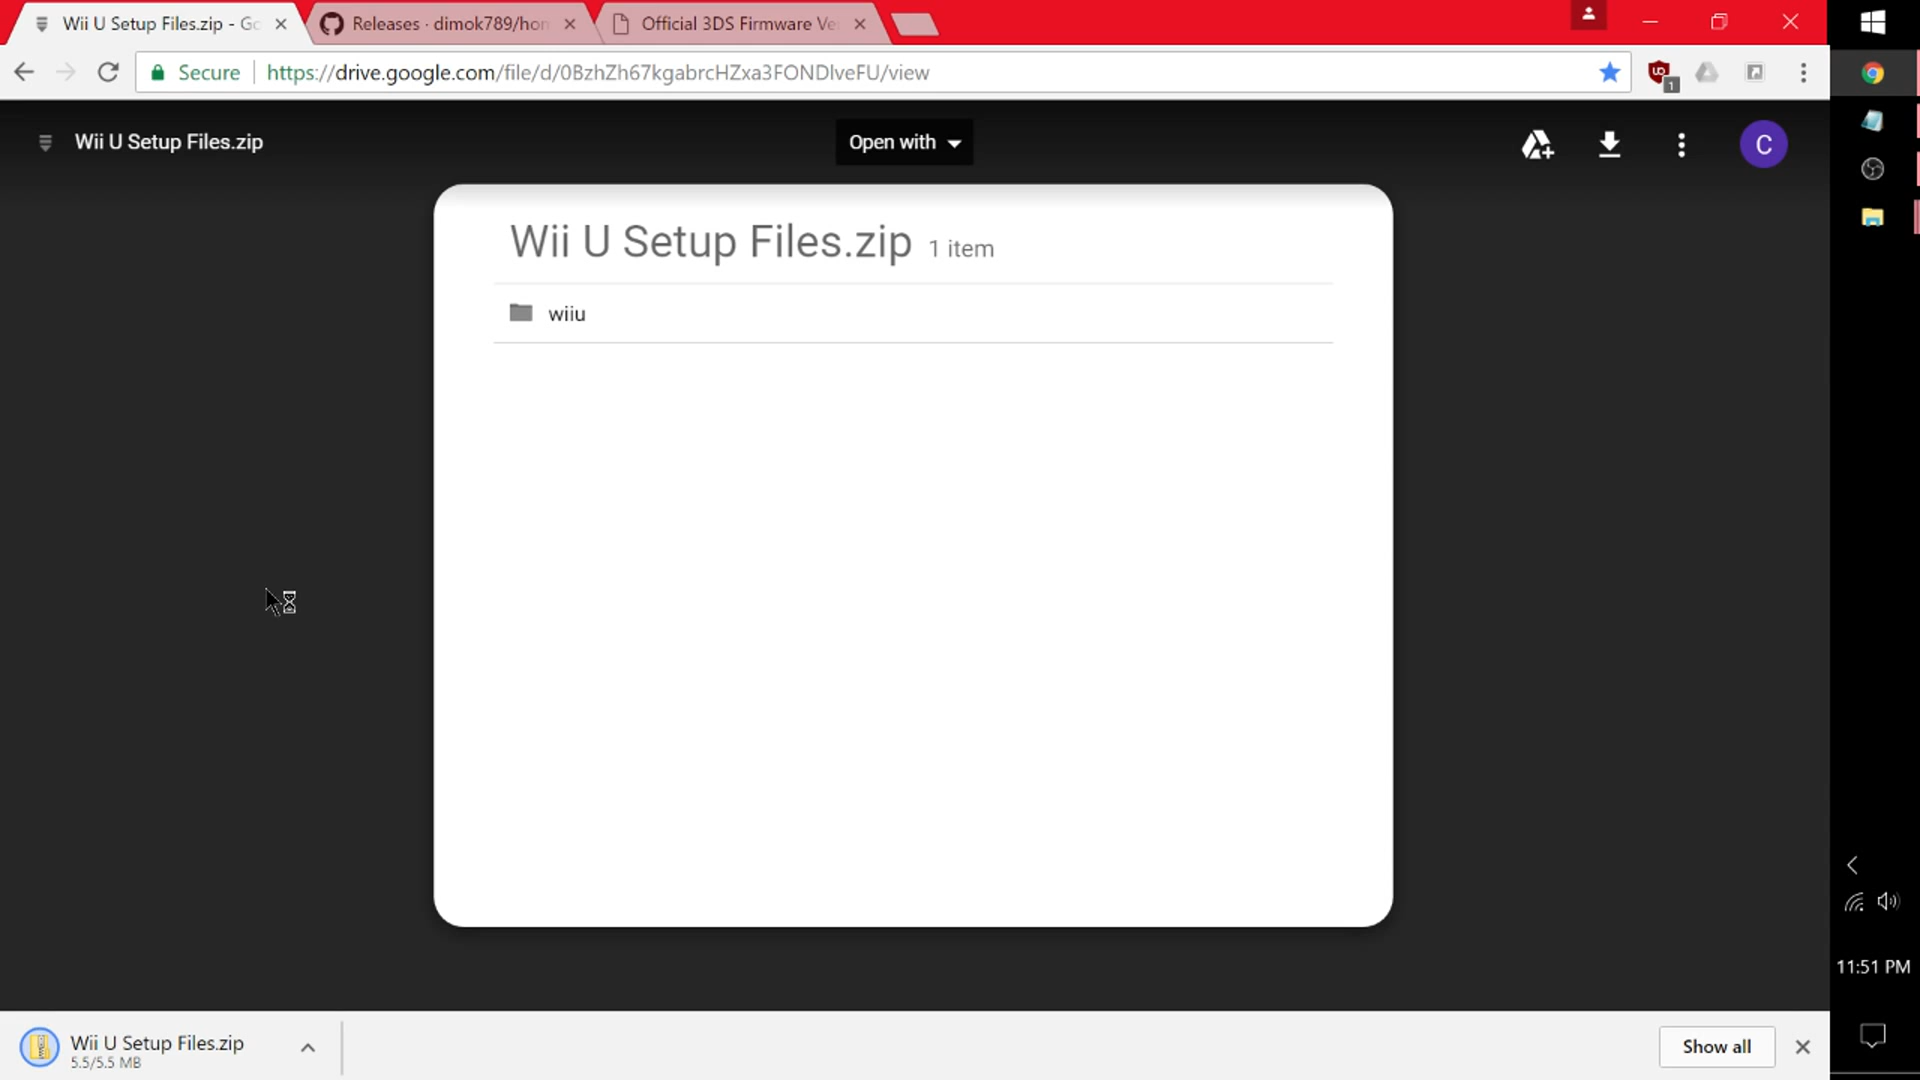 Wii U Setup Files.zip - Go
Releases · dimok789/hom
Official 3DS Firmware Ve
Secure
https://drive.google.com/file/d/0BzhZh67kgabrcHZxa3FONDlveFU/view
1
Wii U Setup Files.zip
Open with
C
Wii U Setup Files.zip 1 item
wiiu
11:51 PM
Wii U Setup Files.zip
5.5/5.5 MB
Show all